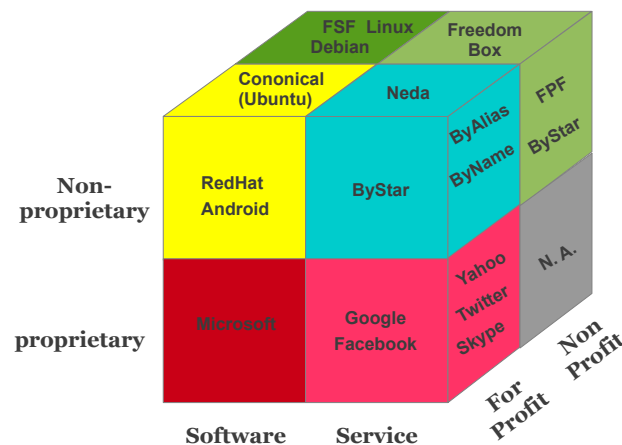 FSF Linux
Debian
Freedom
Box
Cononical
(Ubuntu)
Neda
ByAlias
ByName
FPF
ByStar
Non-
proprietary
RedHat
Android
ByStar
Yahoo
Twitter
Skype
N. A.
proprietary
Microsoft
Google
Facebook
For
Profit
Non
Profit
Software
Service